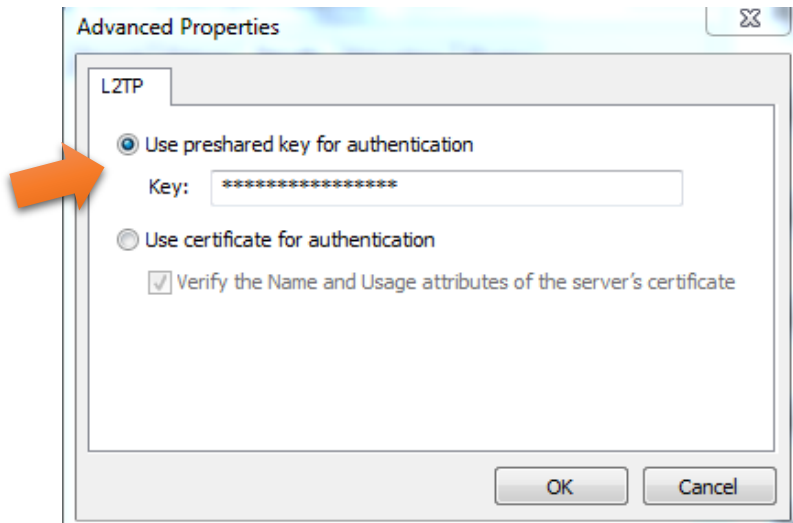 Advanced Properties
L2TP
Use preshared key for authentication
Key: ****************
Use certificate for authentication
Verify the Name and Usage attributes of the server's certificate
OK Cancel